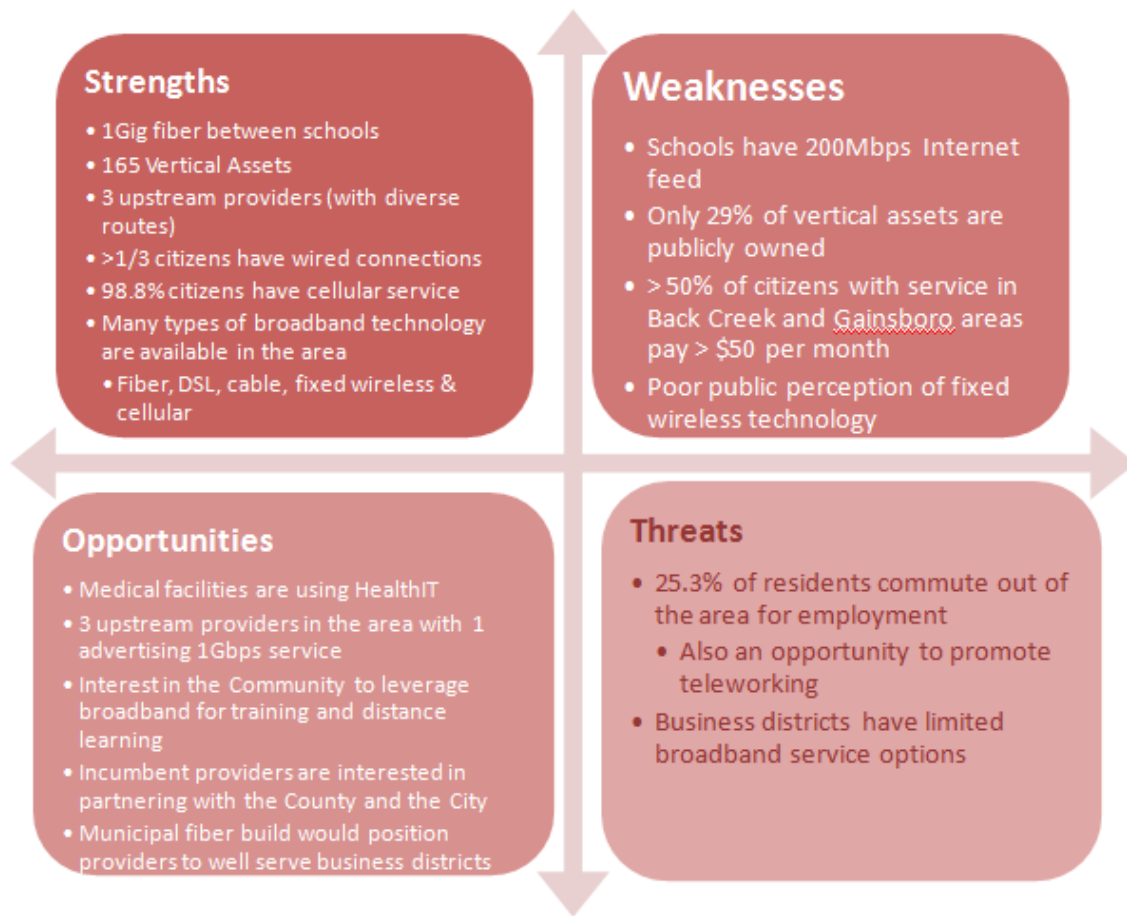 Strengths
• 1Gig fiber between schools
• 165 Vertical Assets
• 3 upstream providers (with diverse
routes)
• >1/3 citizens have wired connections
• 98.8% citizens have cellular service
• Many types of broadband technology
are available in the area
• Fiber, DSL, cable, fixed wireless &
cellular
Weaknesses
• Schools have 200Mbps Internet
feed
• Only 29% of vertical assets are
publicly owned
• > 50% of citizens with service in
Back Creek and Gainsboro areas
pay > $50 per month
• Poor public perception of fixed
wireless technology
Opportunities
• Medical facilities are using HealthIT
• 3 upstream providers in the area with 1
advertising 1Gbps service
• Interest in the Community to leverage
broadband for training and distance
learning
• Incumbent providers are interested in
partnering with the County and the City
• Municipal fiber build would position
providers to well serve business districts
Threats
• 25.3% of residents commute out of
the area for employment
• Also an opportunity to promote
teleworking
• Business districts have limited
broadband service options